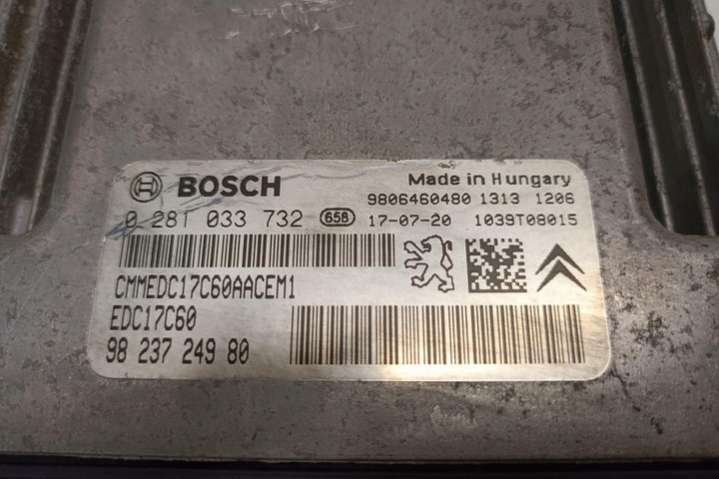 BOSCH
Made in Hungary
9806460480 1313 1206
0 281 033 732 658 17-07-20 1039T08015
CMMEDC17C60AACEM1
EDC17C60
98 237 249 80